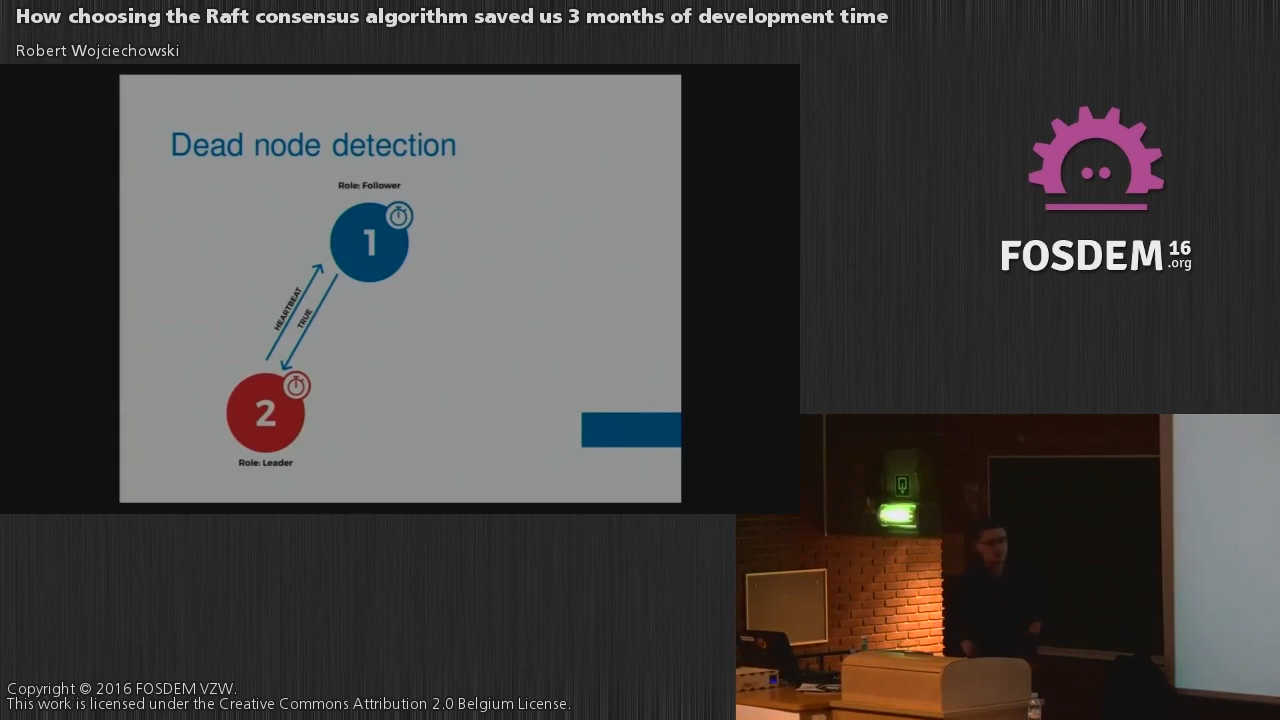 How choosing the Raft consensus algorithm saved us 3 months of development time
Robert Wojciechowski
Dead node detection
Role: Follower
1
HEARTBEAT
TRUE
2
Role: Leader
FOSDEM 16
.org
Copyright © 2016 FOSDEM VZW.
This work is licensed under the Creative Commons Attribution 2.0 Belgium License.